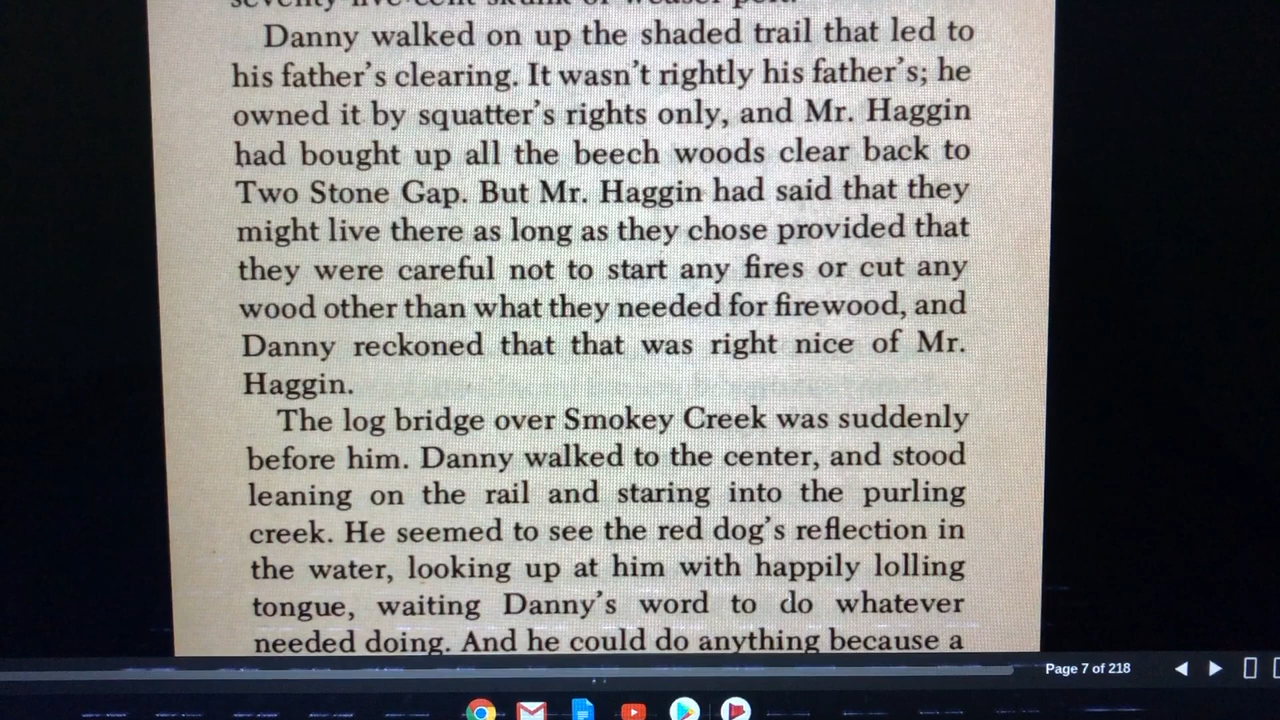 Danny walked on up the shaded trail that led to
his father's clearing. It wasn't rightly his father's; he
owned it by squatter's rights only, and Mr. Haggin
had bought up all the beech woods clear back to
Two Stone Gap. But Mr. Haggin had said that they
might live there as long as they chose provided that
they were careful not to start any fires or cut any
wood other than what they needed for firewood, and
Danny reckoned that that was right nice of Mr.
Haggin.
The log bridge over Smokey Creek was suddenly
before him. Danny walked to the center, and stood
leaning on the rail and staring into the purling
creek. He seemed to see the red dog's reflection in
the water, looking up at him with happily lolling
tongue, waiting Danny's word to do whatever
needed doing. And he could do anything because a
Page 7 of 218